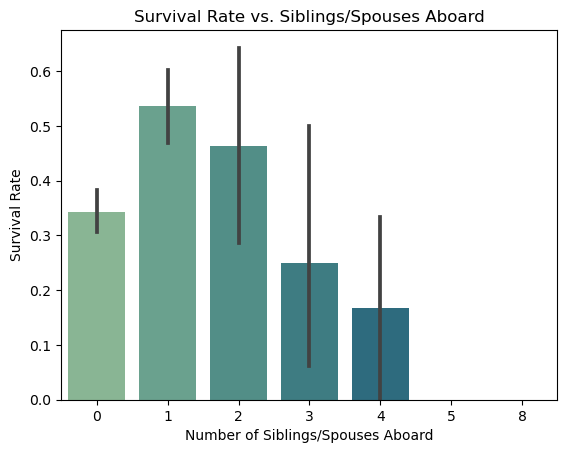 Survival Rate vs. Siblings/Spouses Aboard
Survival Rate
0.6
0.5
0.4
0.3
0.2
0.1
0.0
0 1 2 3 4 5 8
Number of Siblings/Spouses Aboard